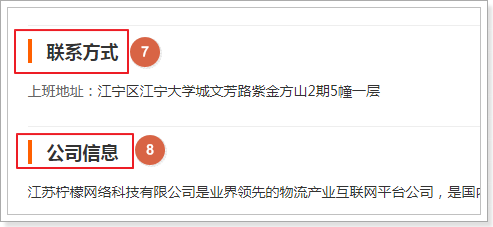 联系方式 7
上班地址：江宁区江宁大学城文芳路紫金方山2期5幢一层
公司信息 8
江苏柠檬网络科技有限公司是业界领先的物流产业互联网平台公司，是国